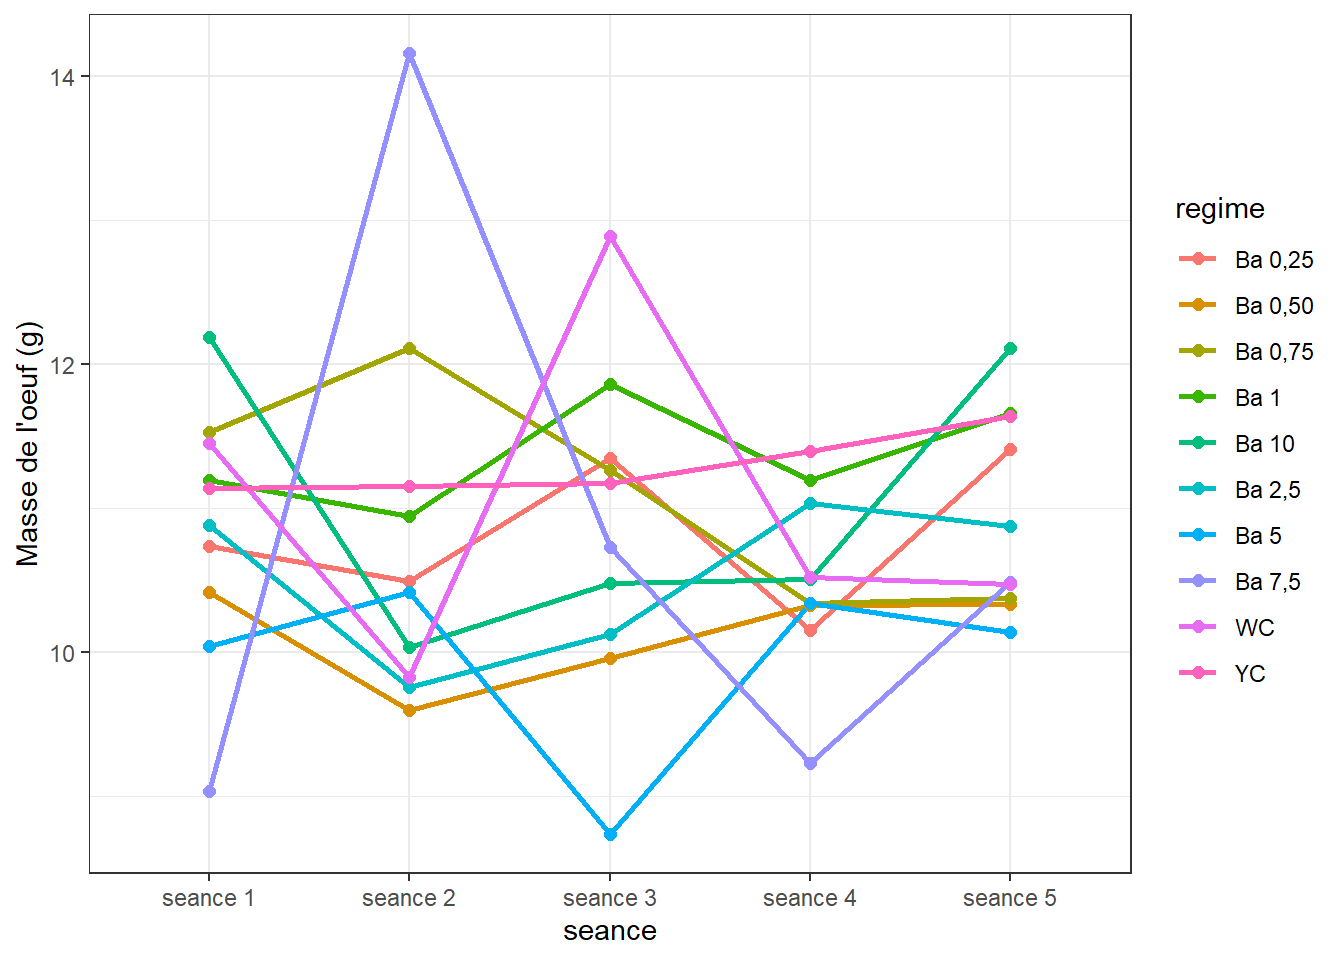 14
12
10
Masse de l'oeuf (g)
seance 1
seance 2
seance 3
seance 4
seance 5
seance
regime
Ba 0,25
Ba 0,50
Ba 0,75
Ba 1
Ba 10
Ba 2,5
Ba 5
Ba 7,5
WC
YC